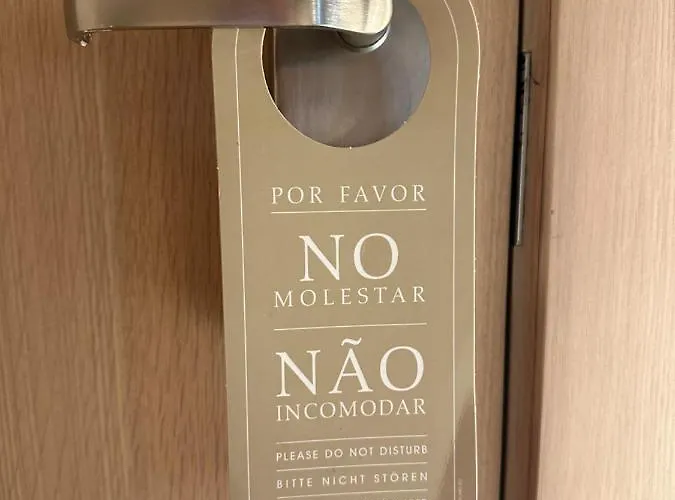 POR FAVOR
NO
MOLESTAR
NÃO
INCOMODAR
PLEASE DO NOT DISTURB
BITTE NICHT STÖREN